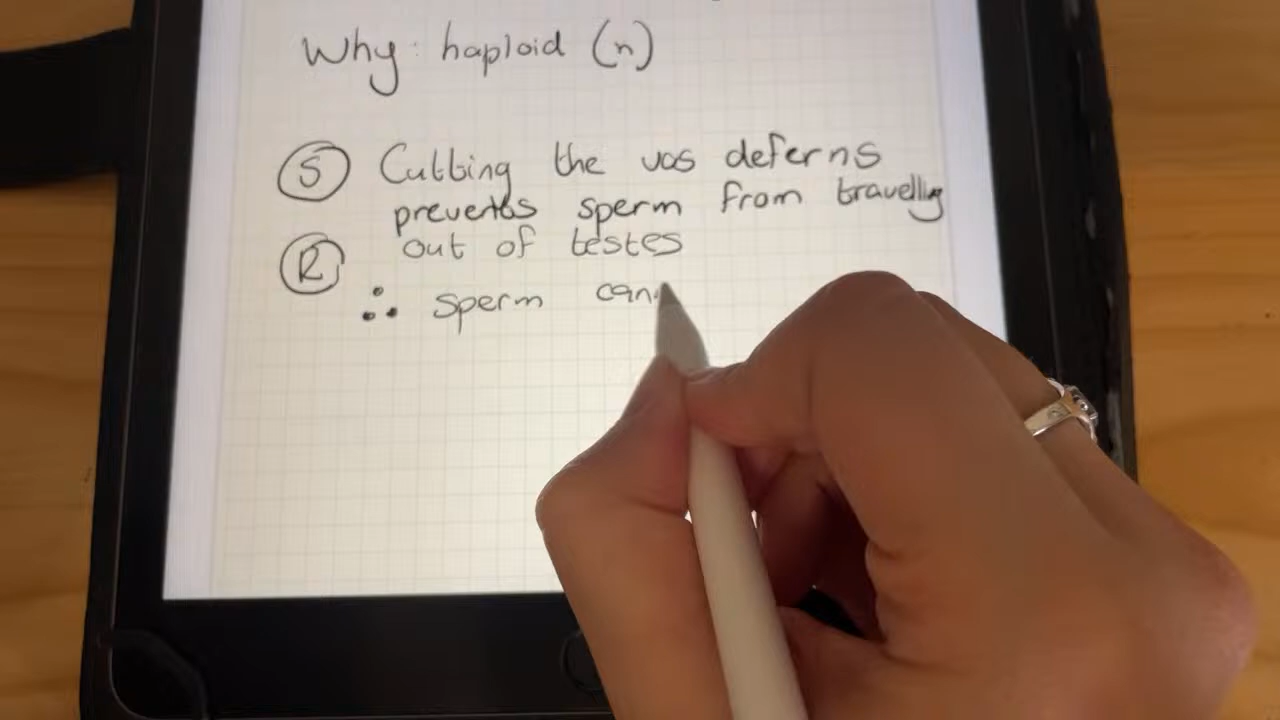 Why: haploid (n)
S Cutting the vas deferns
prevents sperm from travelling
R out of testes
∴ sperm can